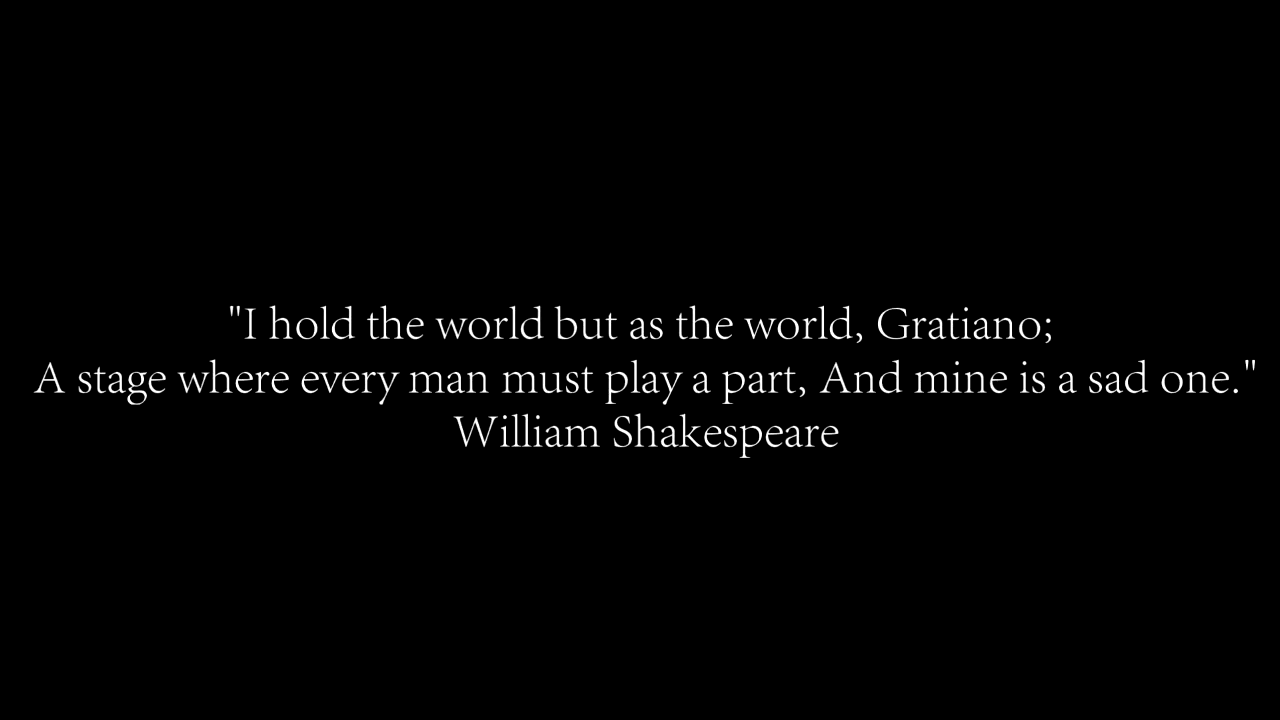 "I hold the world but as the world, Gratiano;
A stage where every man must play a part, And mine is a sad one."
William Shakespeare